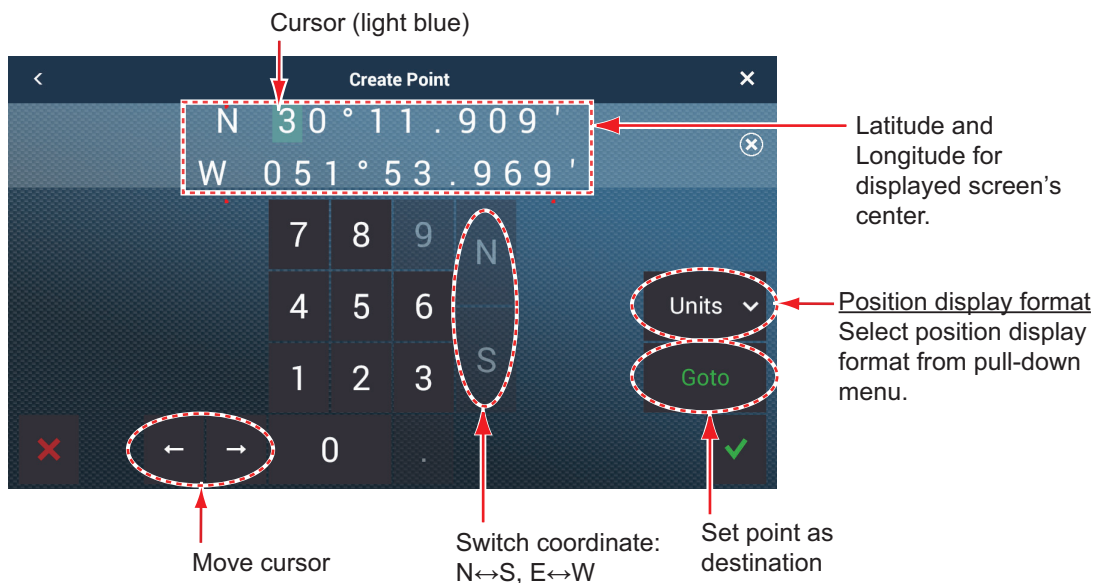 Cursor (light blue)
< Create Point ×
N 30°11.909'
W 051°53.969'
Latitude and
Longitude for
displayed screen's
center.
7 8 9 N
4 5 6
Units
Position display format
Select position display
format from pull-down
menu.
1 2 3 S
Goto
← → 0 .
Move cursor
Switch coordinate:
N↔S, E↔W
Set point as
destination